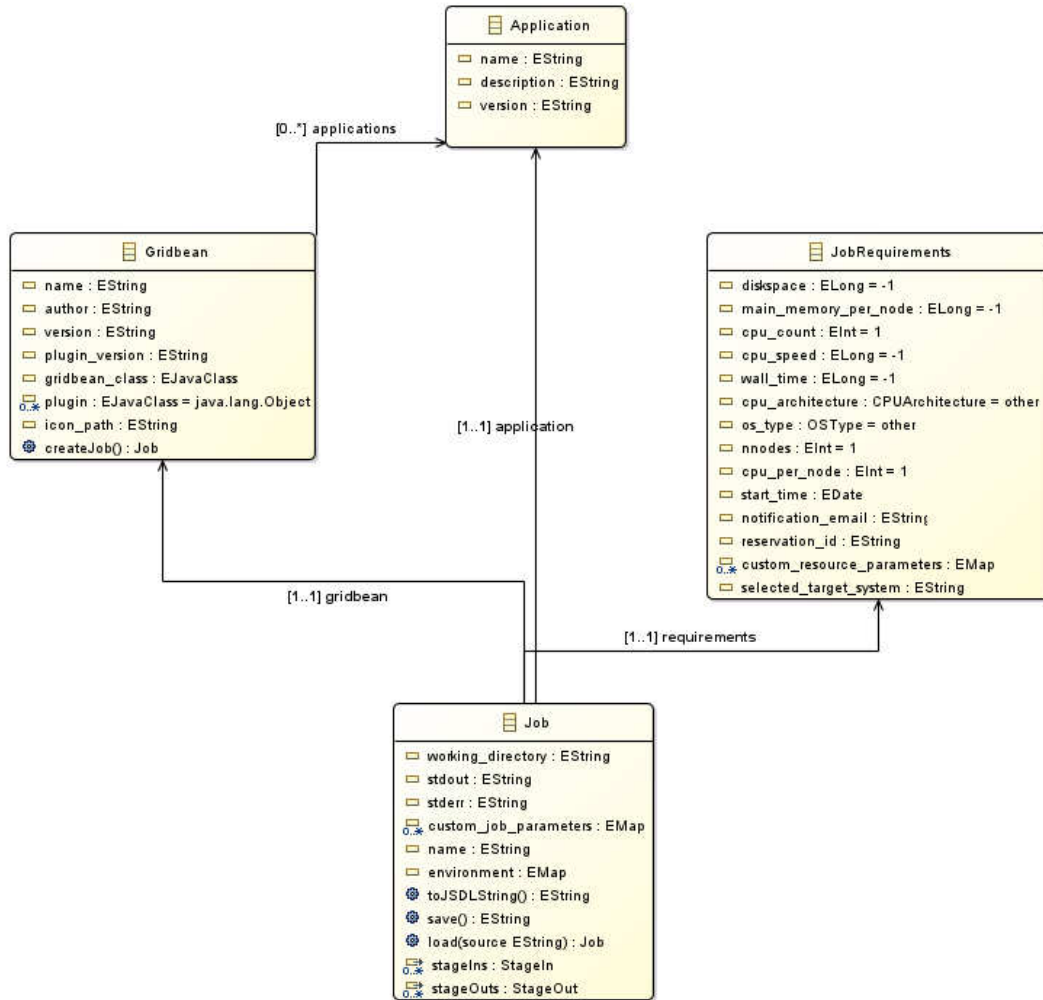 Application
name : EString
description : EString
version : EString
[0..*] applications
Gridbean
name : EString
author : EString
version : EString
plugin_version : EString
gridbean_class : EJavaClass
0..* plugin : EJavaClass = java.lang.Object
icon_path : EString
createJob() : Job
JobRequirements
diskspace : ELong = -1
main_memory_per_node : ELong = -1
cpu_count : EInt = 1
cpu_speed : ELong = -1
wall_time : ELong = -1
cpu_architecture : CPUArchitecture = other
os_type : OSType = other
nnodes : EInt = 1
cpu_per_node : EInt = 1
start_time : EDate
notification_email : EString
reservation_id : EString
0..* custom_resource_parameters : EMap
selected_target_system : EString
[1..1] application
[1..1] gridbean
[1..1] requirements
Job
working_directory : EString
stdout : EString
stderr : EString
0..* custom_job_parameters : EMap
name : EString
environment : EMap
toJSDLString() : EString
save() : EString
load(source EString) : Job
0..* stageIns : StageIn
0..* stageOuts : StageOut